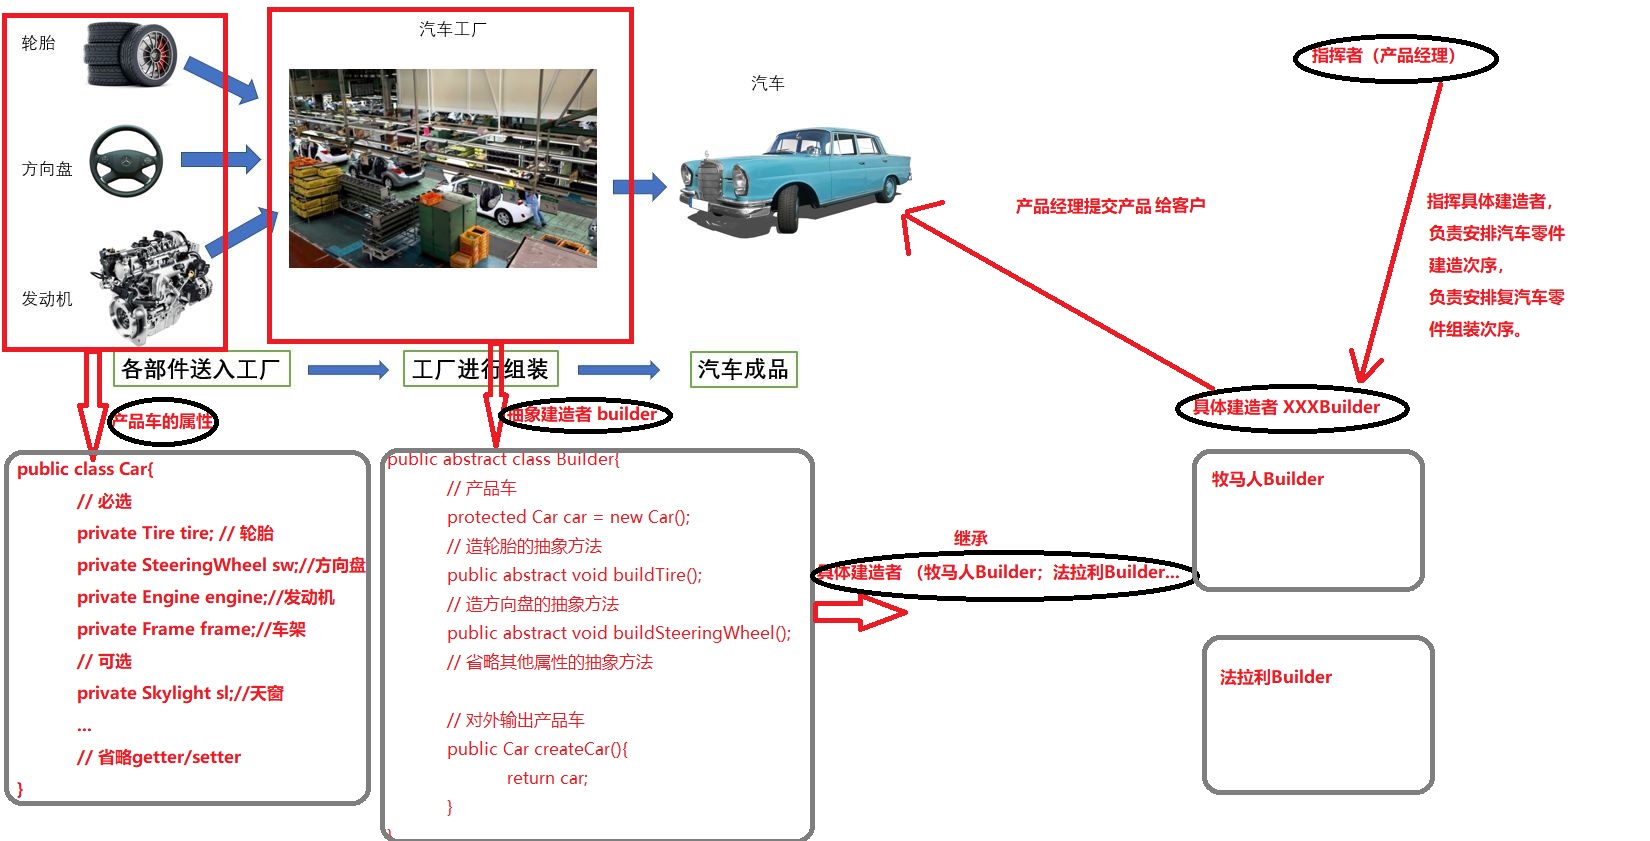 轮胎
方向盘
发动机
汽车工厂
汽车
各部件送入工厂
工厂进行组装
汽车成品
产品车的属性
public class Car{
// 必选
private Tire tire; // 轮胎
private SteeringWheel sw;//方向盘
private Engine engine;//发动机
private Frame frame;//车架
// 可选
private Skylight sl;//天窗
...
// 省略getter/setter
}
抽象建造者 builder
public abstract class Builder{
// 产品车
protected Car car = new Car();
// 造轮胎的抽象方法
public abstract void buildTire();
// 造方向盘的抽象方法
public abstract void buildSteeringWheel();
// 省略其他属性的抽象方法
// 对外输出产品车
public Car createCar(){
return car;
}
}
继承
具体建造者 （牧马人Builder；法拉利Builder...
指挥者（产品经理）
指挥具体建造者，
负责安排汽车零件
建造次序，
负责安排复汽车零
件组装次序。
产品经理提交产品 给客户
具体建造者 XXXBuilder
牧马人Builder
法拉利Builder